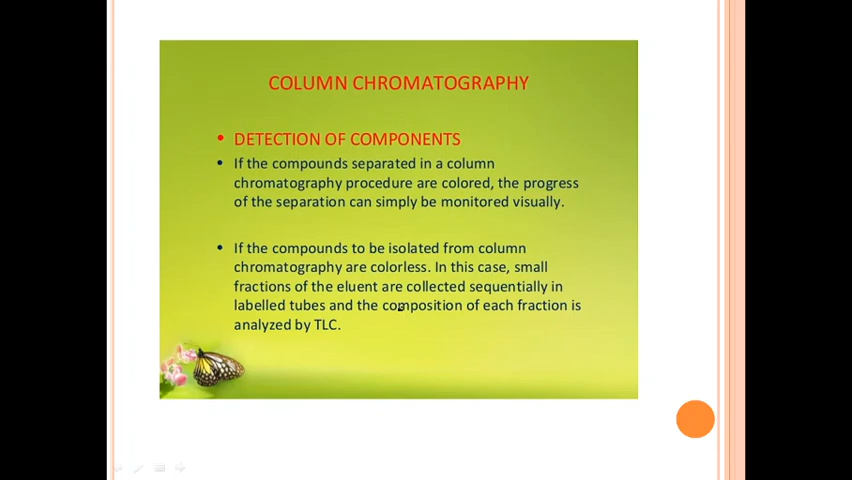 COLUMN CHROMATOGRAPHY
• DETECTION OF COMPONENTS
• If the compounds separated in a column
chromatography procedure are colored, the progress
of the separation can simply be monitored visually.
• If the compounds to be isolated from column
chromatography are colorless. In this case, small
fractions of the eluent are collected sequentially in
labelled tubes and the composition of each fraction is
analyzed by TLC.